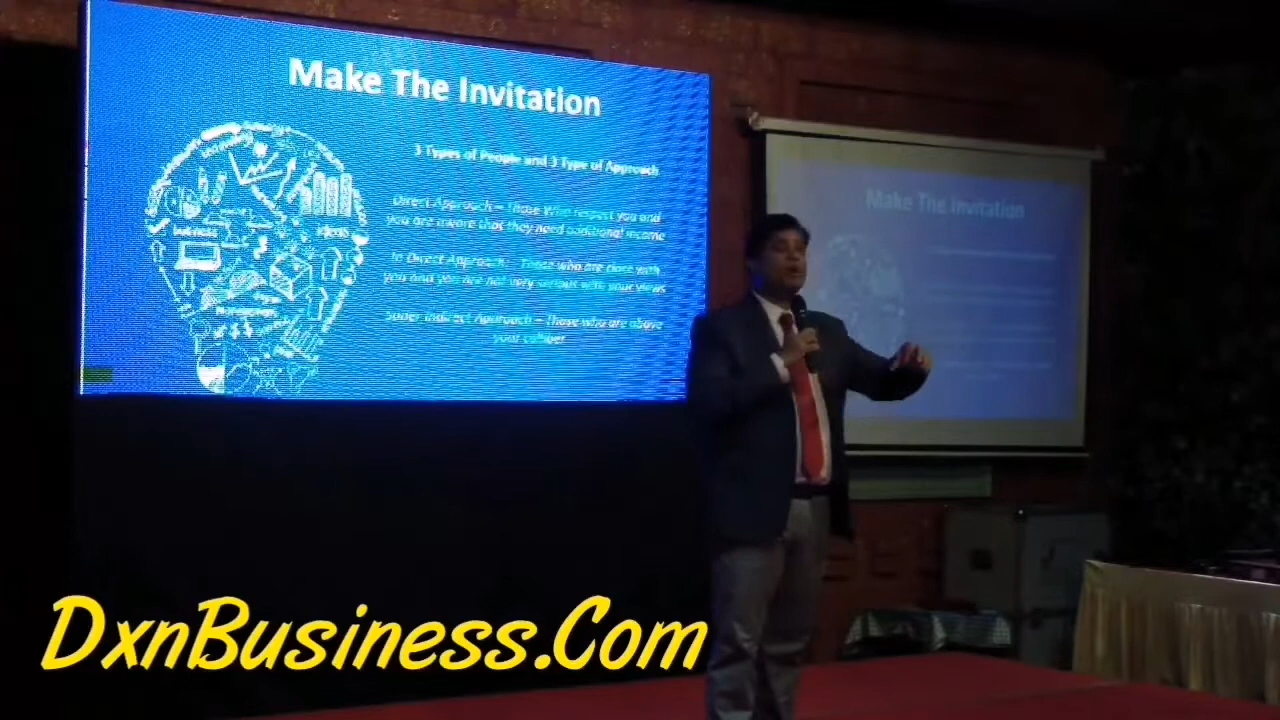 Make The Invitation
3 Types of People and 3 Type of Approach
Direct Approach – Those Who respect you and
you are aware that they need additional income
In Direct Approach – Those who are close with
you and you are not very serious with your views
Super Indirect Approach – Those who are above
your caliber
business
ideas
Make The Invitation
DxnBusiness.Com